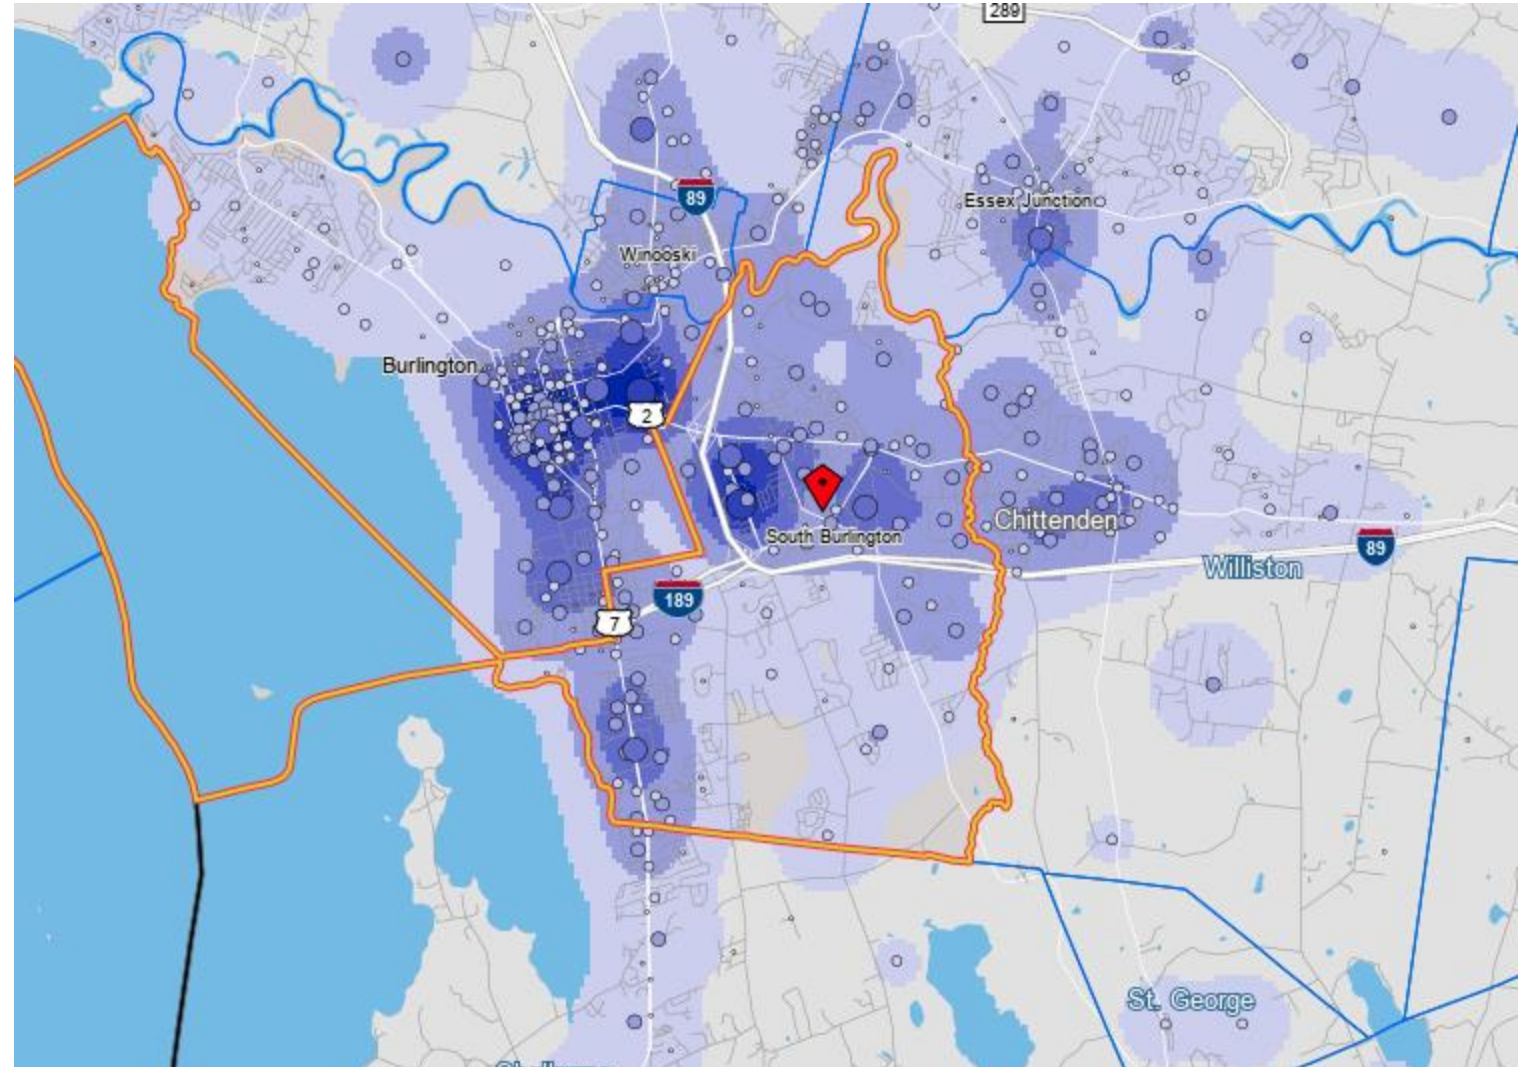 289
89
Essex Junction
Winooski
Burlington
2
South Burlington
Chittenden
Williston
89
189
7
St. George